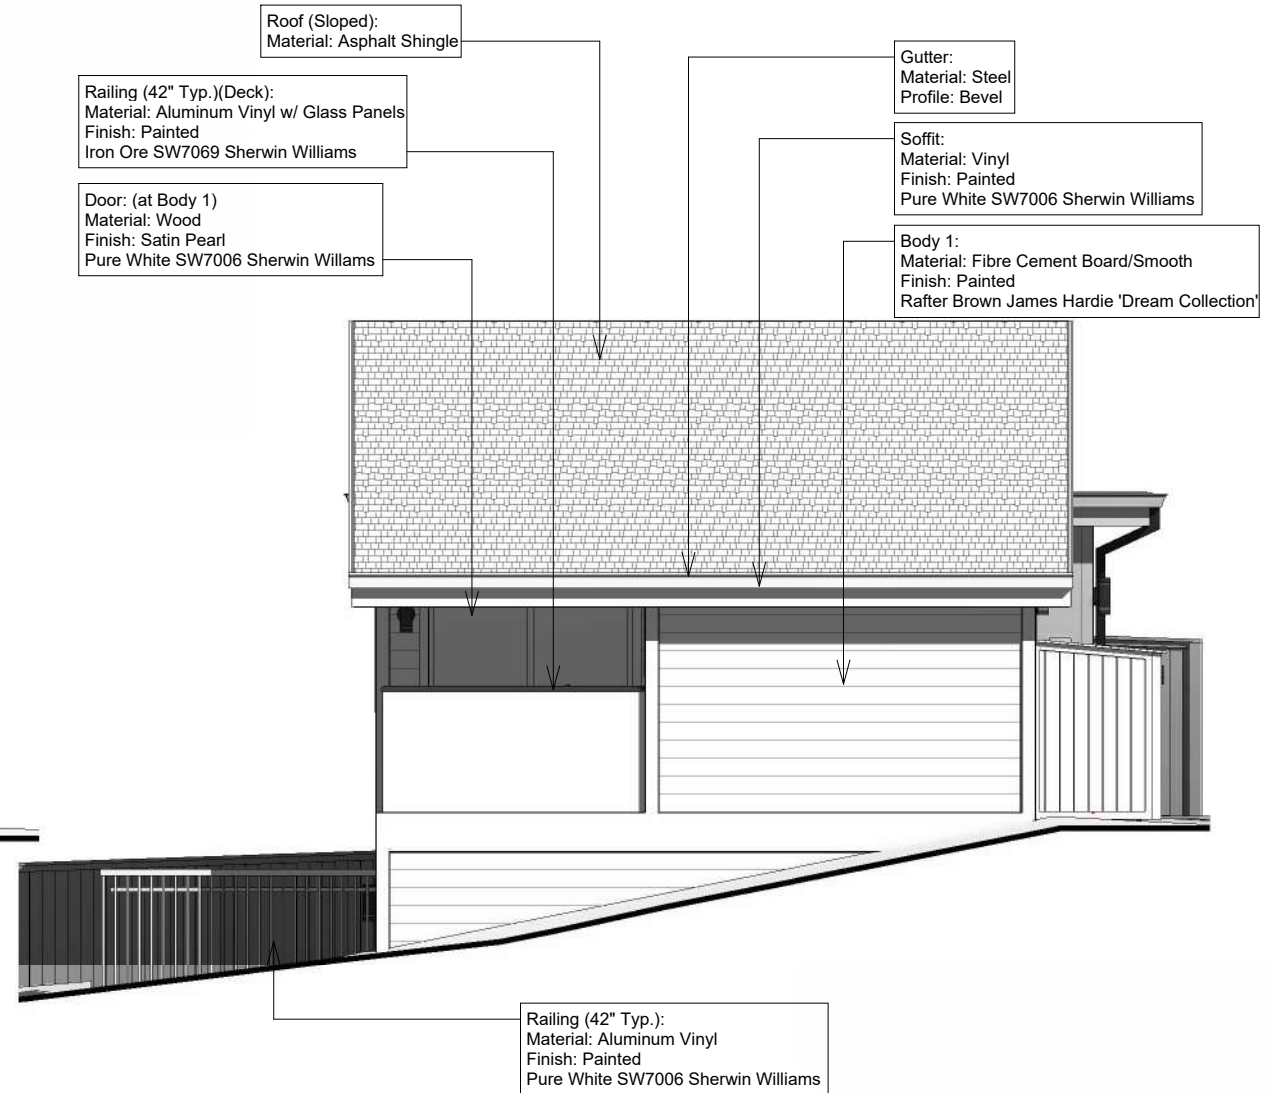 Roof (Sloped):
Material: Asphalt Shingle
Railing (42" Typ.)(Deck):
Material: Aluminum Vinyl w/ Glass Panels
Finish: Painted
Iron Ore SW7069 Sherwin Williams
Door: (at Body 1)
Material: Wood
Finish: Satin Pearl
Pure White SW7006 Sherwin Willams
Gutter:
Material: Steel
Profile: Bevel
Soffit:
Material: Vinyl
Finish: Painted
Pure White SW7006 Sherwin Williams
Body 1:
Material: Fibre Cement Board/Smooth
Finish: Painted
Rafter Brown James Hardie 'Dream Collection'
Railing (42" Typ.):
Material: Aluminum Vinyl
Finish: Painted
Pure White SW7006 Sherwin Williams